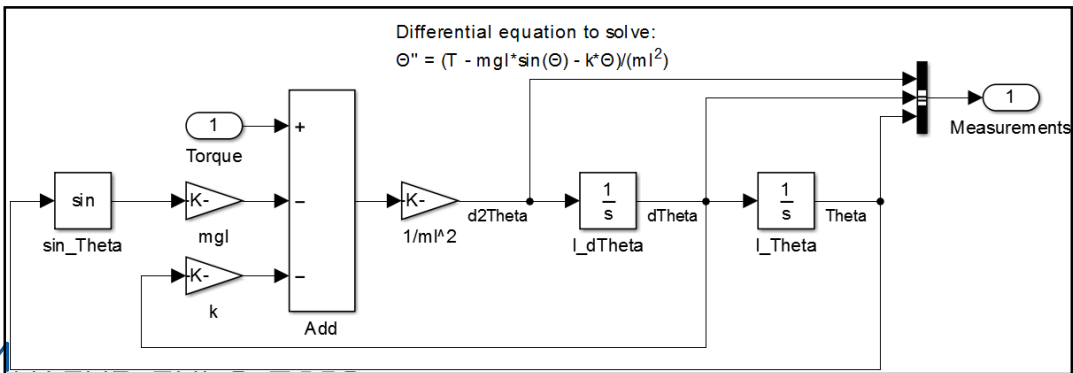 Differential equation to solve:
Θ'' = (T - mgl*sin(Θ) - k*Θ)/(ml²)
1
Torque
+
1
Measurements
sin
sin_Theta
-K-
mgl
−
-K-
1/ml^2
d2Theta
1
s
I_dTheta
dTheta
1
s
I_Theta
Theta
-K-
k
−
Add